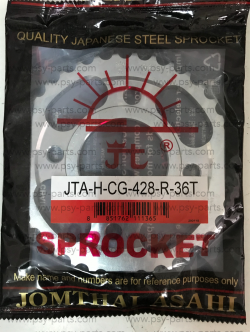 QUALITY JAPANESE STEEL SPROCKET
®
JTA-H-CG-428-R-36T
SPROCKET
Make name and numbers are for reference purposes only
JOMTHAI ASAHI